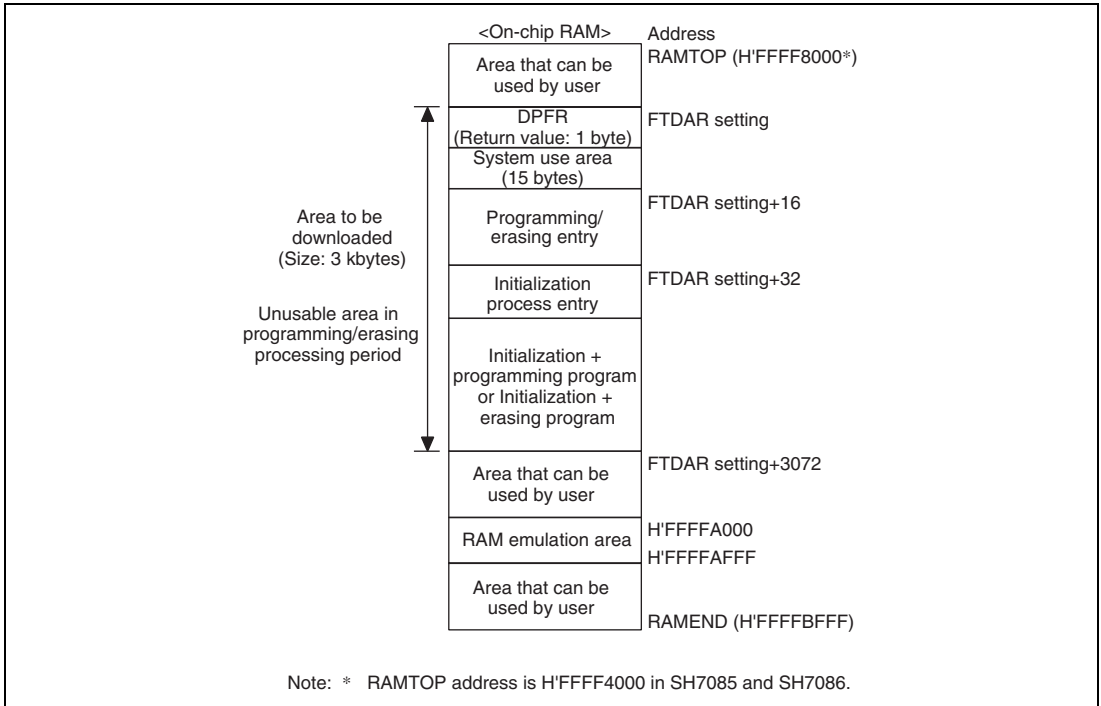 <On-chip RAM>
Address
Area that can be
used by user
RAMTOP (H'FFFF8000*)
DPFR
(Return value: 1 byte)
FTDAR setting
System use area
(15 bytes)
Programming/
erasing entry
FTDAR setting+16
Area to be
downloaded
(Size: 3 kbytes)
Initialization
process entry
FTDAR setting+32
Unusable area in
programming/erasing
processing period
Initialization +
programming program
or Initialization +
erasing program
Area that can be
used by user
FTDAR setting+3072
RAM emulation area
H'FFFFA000
H'FFFFAFFF
Area that can be
used by user
RAMEND (H'FFFFBFFF)
Note: * RAMTOP address is H'FFFF4000 in SH7085 and SH7086.